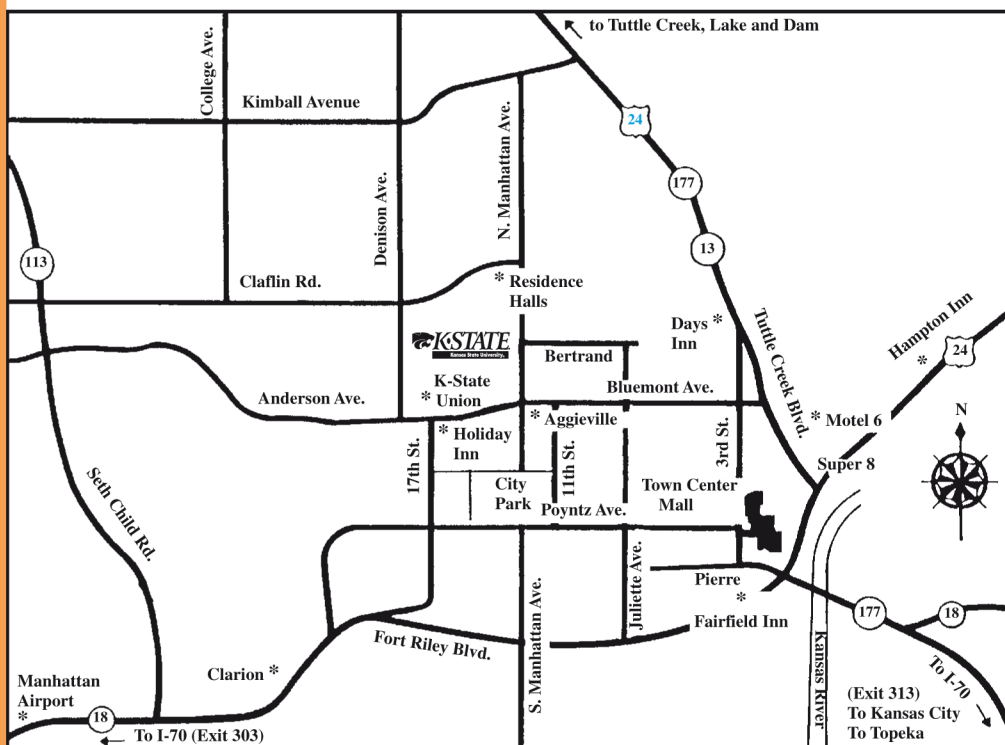 to Tuttle Creek, Lake and Dam
College Ave.
Kimball Avenue
24
N. Manhattan Ave.
177
Denison Ave.
13
113
Claflin Rd.
* Residence
Halls
Days *
Inn
Tuttle Creek Blvd.
Hampton Inn
*
24
K-STATE
Kansas State University
Bertrand
K-State
* Union
Bluemont Ave.
Anderson Ave.
* Aggieville
* Motel 6
N
* Holiday
Inn
17th St.
11th St.
3rd St.
Super 8
City
Park
Town Center
Mall
Poyntz Ave.
Seth Child Rd.
Juliette Ave.
Pierre
*
Fairfield Inn
177
18
Fort Riley Blvd.
S. Manhattan Ave.
Kansas River
To I-70
Clarion *
Manhattan
Airport
*
18
To I-70 (Exit 303)
(Exit 313)
To Kansas City
To Topeka